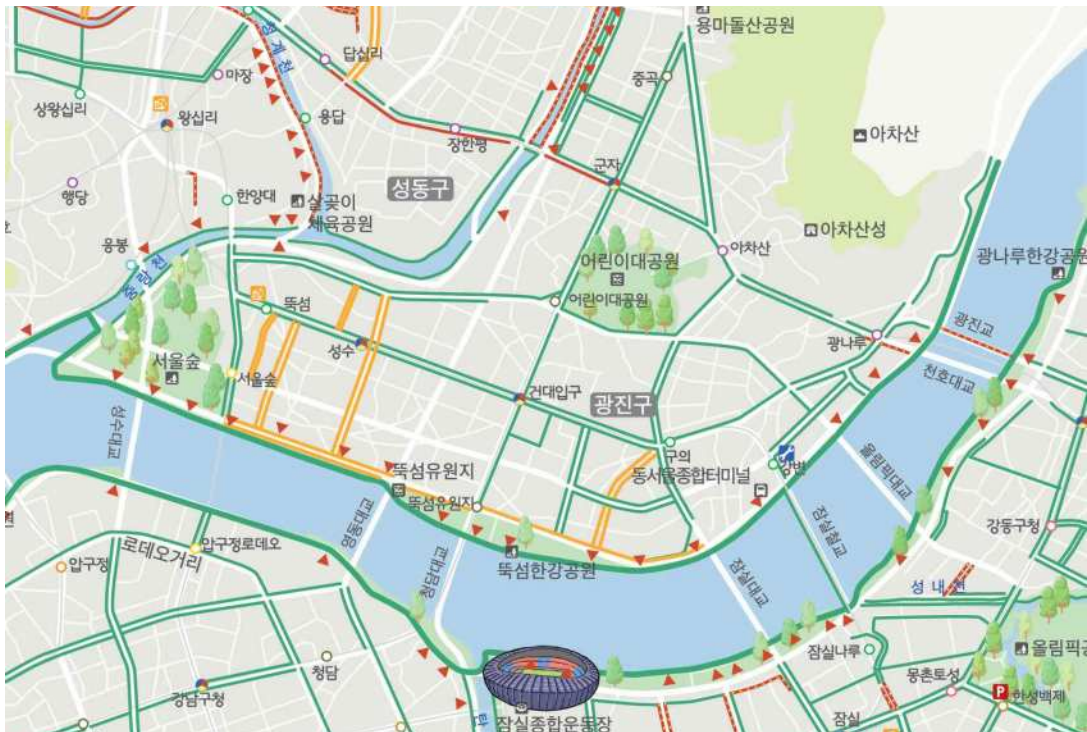 용마돌산공원
답십리
청계천
마장
중곡
상왕십리
왕십리
용답
장한평
아차산
군자
성동구
행당
한양대
살곶이
체육공원
아차산성
응봉
아차산
어린이대공원
광나루한강공원
중랑천
어린이대공원
뚝섬
광진교
성수
광나루
서울숲
서울숲
천호대교
건대입구
광진구
성수대교
구의
올림픽대교
뚝섬유원지
동서울종합터미널
강변
뚝섬유원지
영동대교
잠실철교
강동구청
압구정로데오
로데오거리
압구정
뚝섬한강공원
청담대교
잠실대교
성내천
잠실나루
올림픽공
청담
몽촌토성
강남구청
P
한성백제
탄
잠실종합운동장
잠실